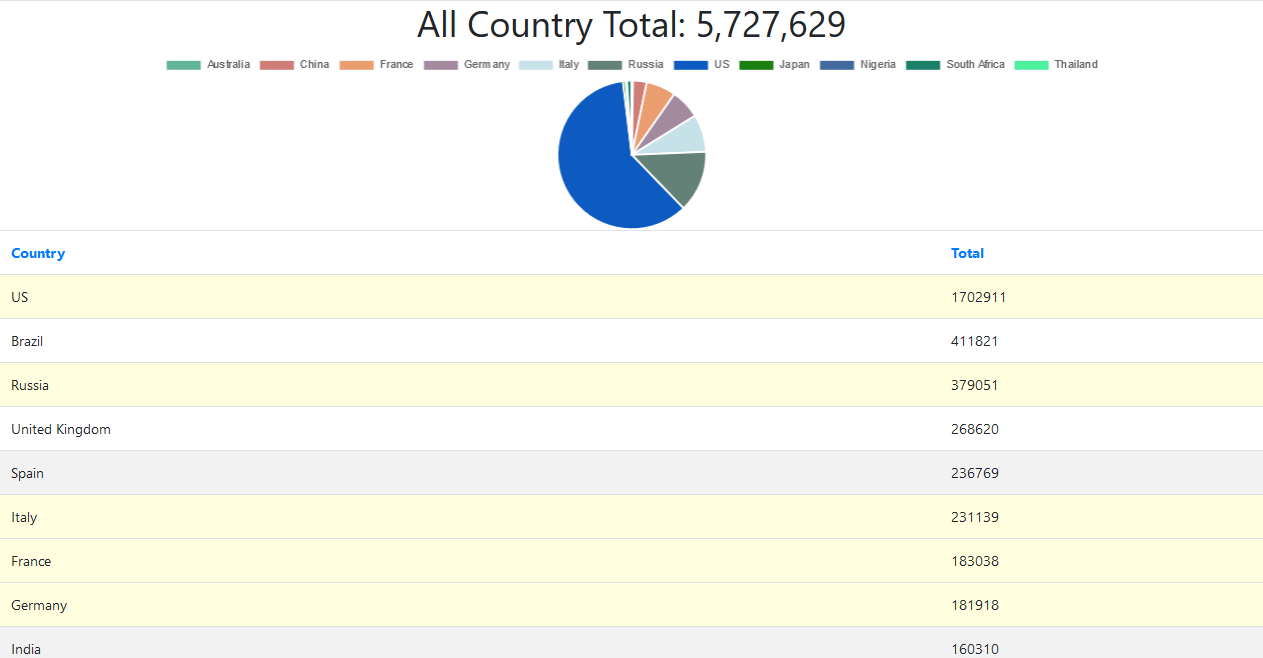 All Country Total: 5,727,629
Australia China France Germany Italy Russia US Japan Nigeria South Africa Thailand
Country Total
US 1702911
Brazil 411821
Russia 379051
United Kingdom 268620
Spain 236769
Italy 231139
France 183038
Germany 181918
India 160310